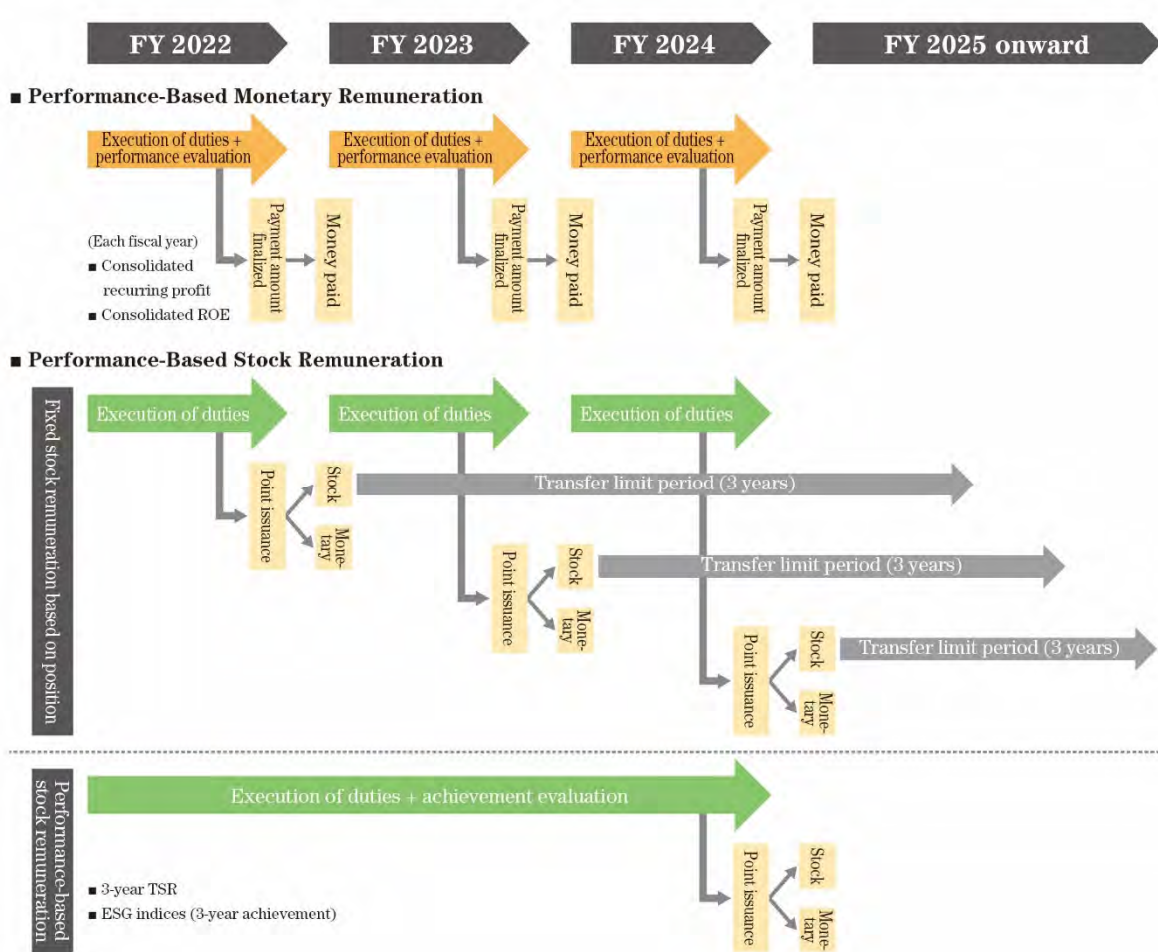 FY 2022
FY 2023
FY 2024
FY 2025 onward
■ Performance-Based Monetary Remuneration
Execution of duties +
performance evaluation
Execution of duties +
performance evaluation
Execution of duties +
performance evaluation
(Each fiscal year)
■ Consolidated
recurring profit
■ Consolidated ROE
Payment amount
finalized
Money paid
Payment amount
finalized
Money paid
Payment amount
finalized
Money paid
■ Performance-Based Stock Remuneration
Fixed stock remuneration based on position
Execution of duties
Execution of duties
Execution of duties
Point issuance
Stock
Mone-
tary
Transfer limit period (3 years)
Point issuance
Stock
Mone-
tary
Transfer limit period (3 years)
Point issuance
Stock
Mone-
tary
Transfer limit period (3 years)
Performance-based
stock remuneration
Execution of duties + achievement evaluation
■ 3-year TSR
■ ESG indices (3-year achievement)
Point issuance
Stock
Mone-
tary